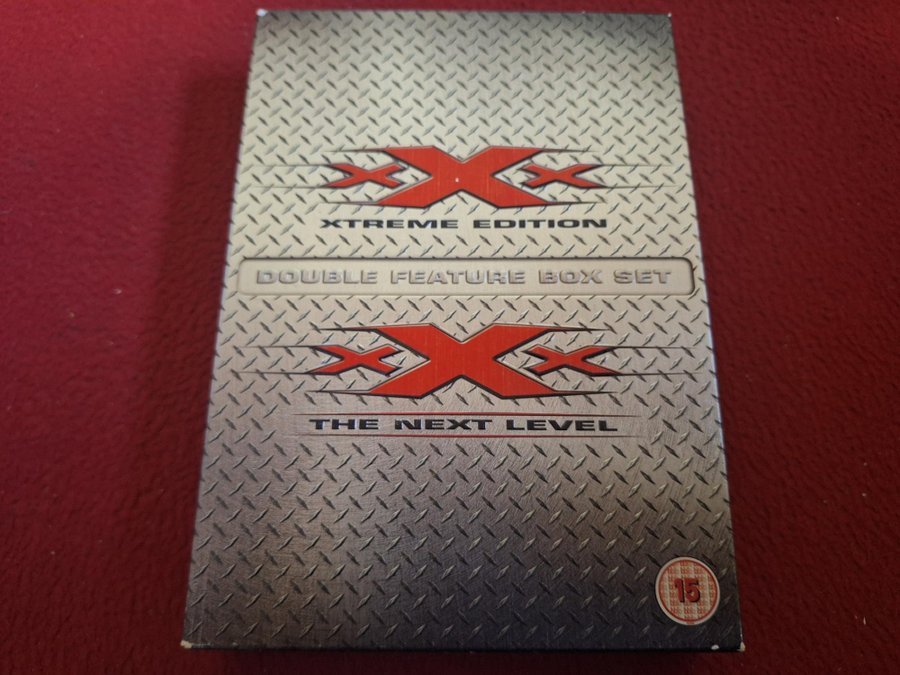 xXx
XTREME EDITION
DOUBLE FEATURE BOX SET
xXx
THE NEXT LEVEL
15